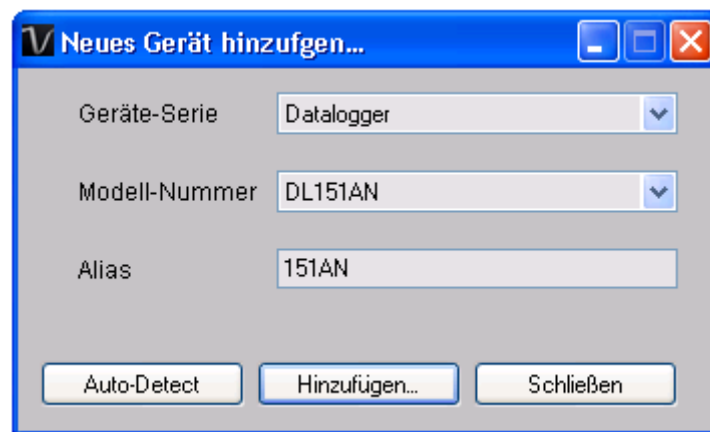 Neues Gerät hinzufgen...
Geräte-Serie Datalogger
Modell-Nummer DL151AN
Alias 151AN
Auto-Detect Hinzufügen... Schließen